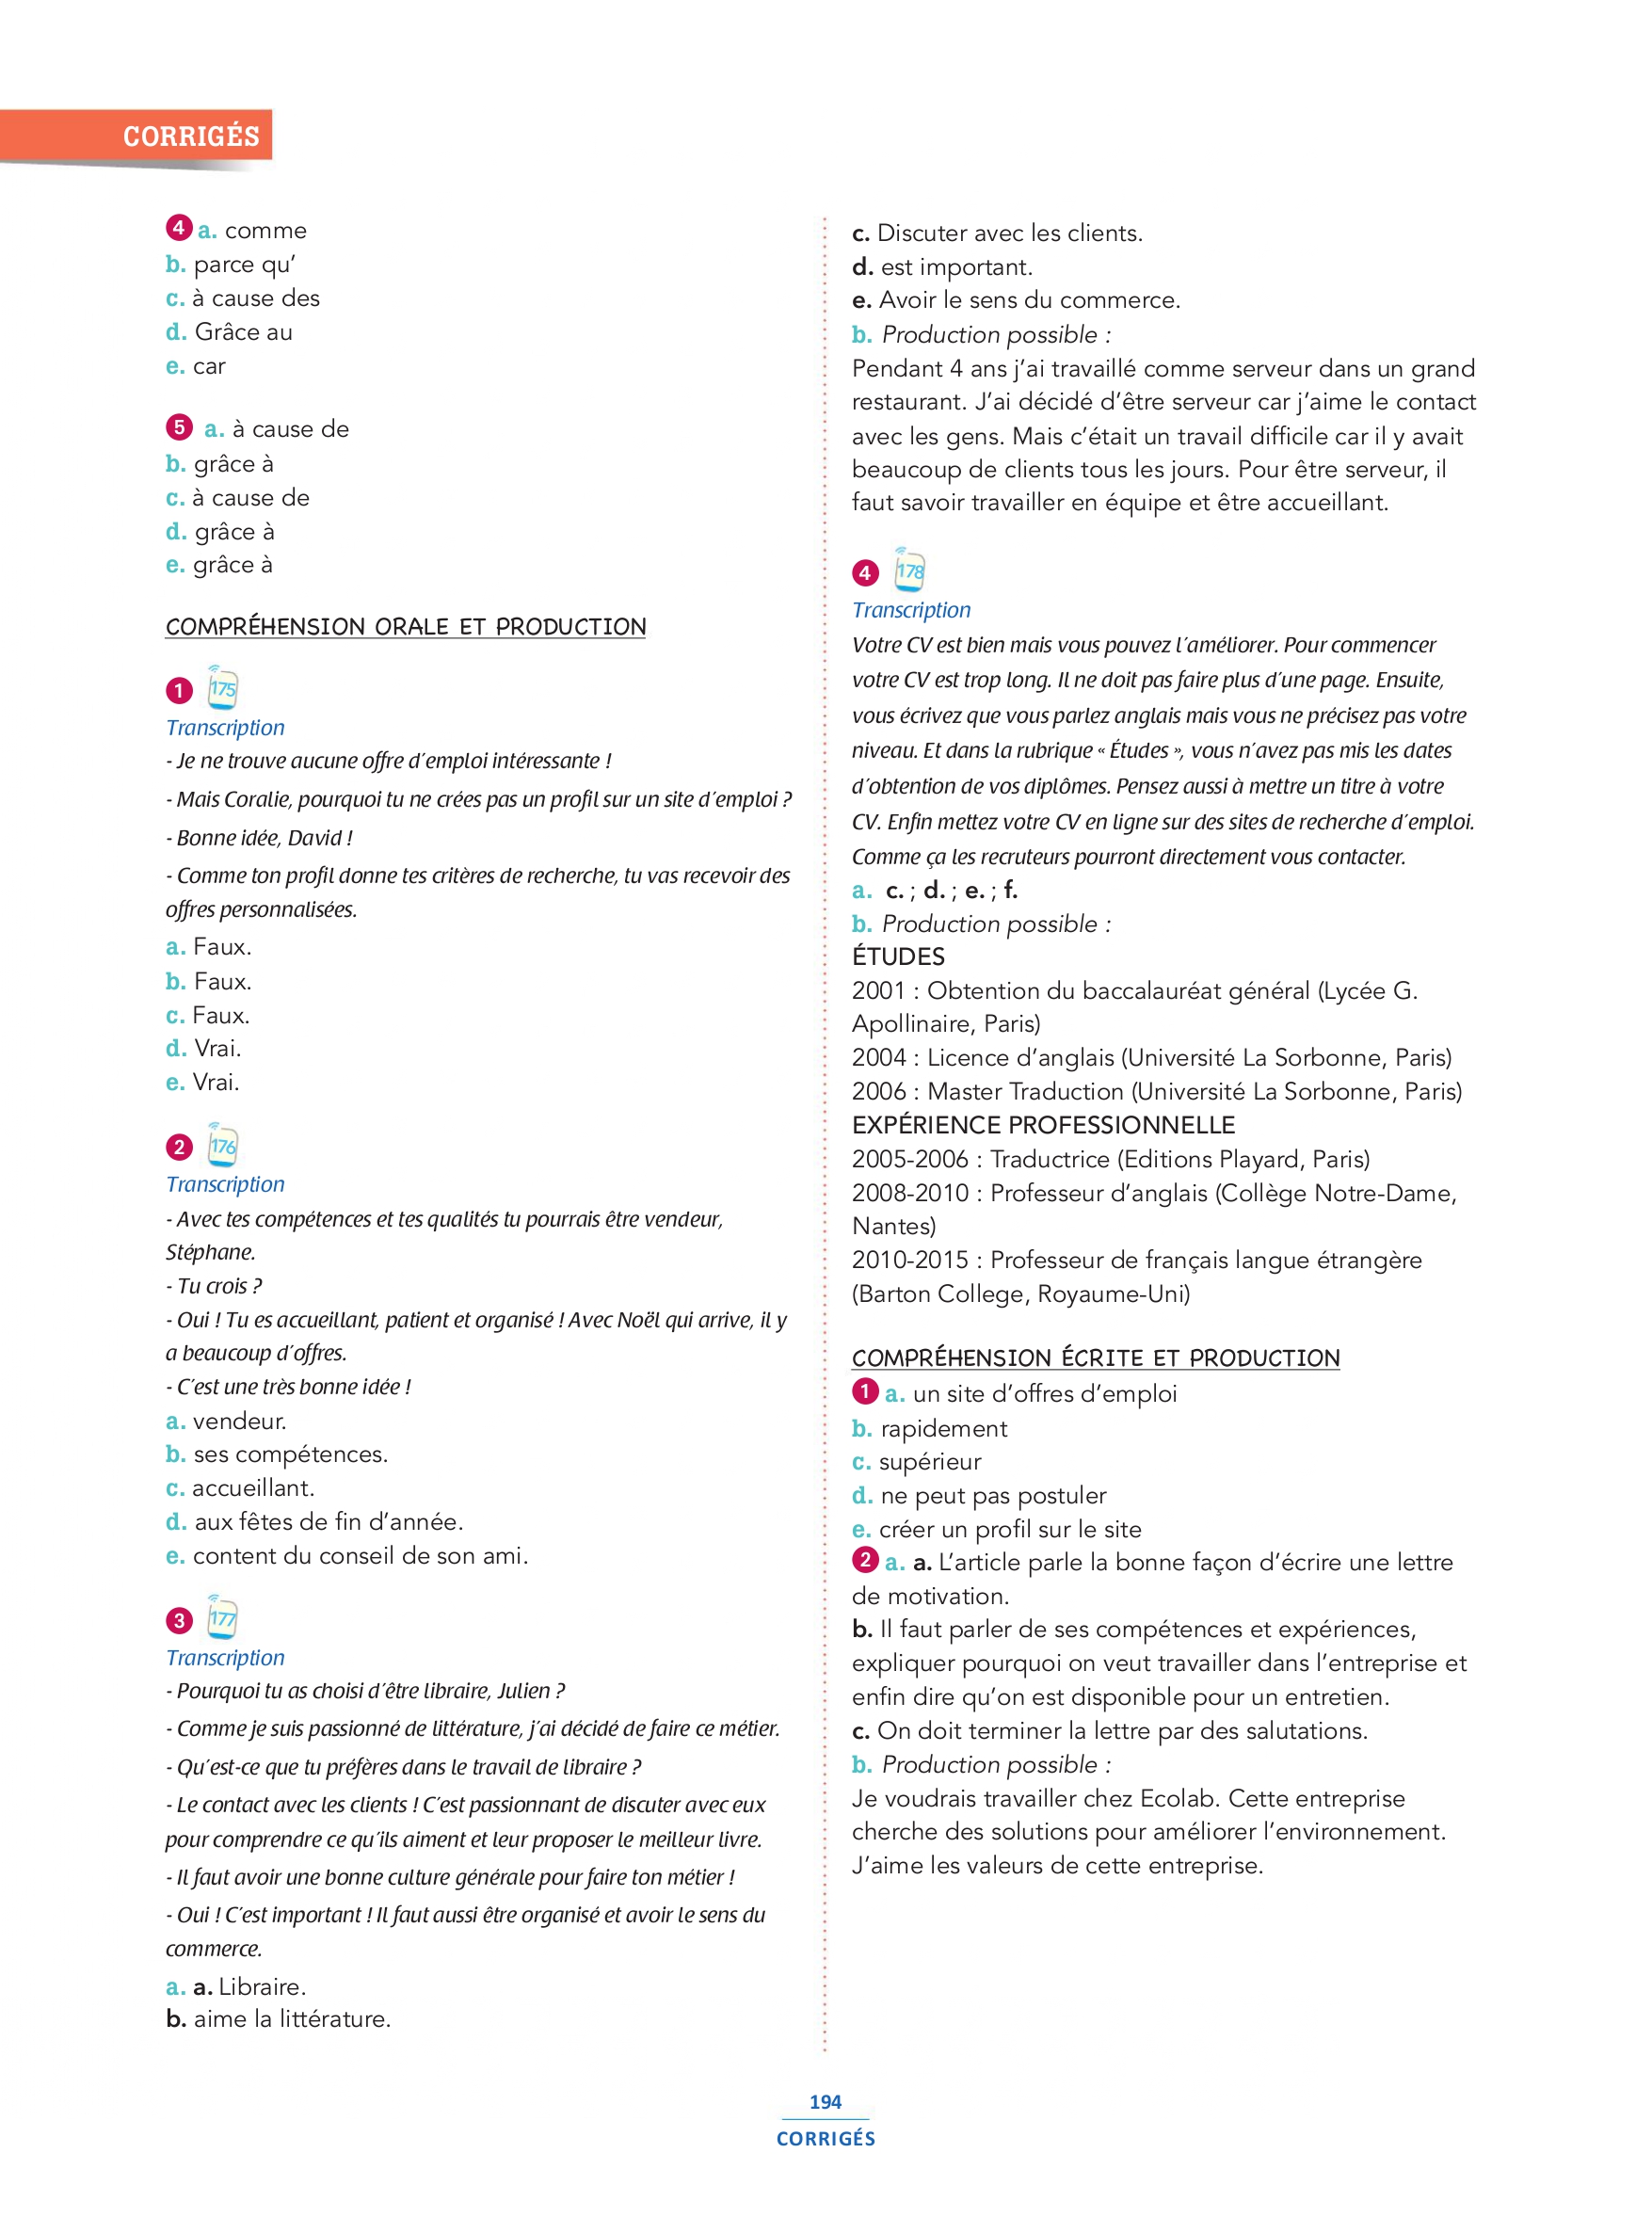 CORRIGÉS
4 a. comme
b. parce qu’
c. à cause des
d. Grâce au
e. car
5 a. à cause de
b. grâce à
c. à cause de
d. grâce à
e. grâce à
COMPRÉHENSION ORALE ET PRODUCTION
1 175
Transcription
- Je ne trouve aucune offre d’emploi intéressante !
- Mais Coralie, pourquoi tu ne crées pas un profil sur un site d’emploi ?
- Bonne idée, David !
- Comme ton profil donne tes critères de recherche, tu vas recevoir des
offres personnalisées.
a. Faux.
b. Faux.
c. Faux.
d. Vrai.
e. Vrai.
2 176
Transcription
- Avec tes compétences et tes qualités tu pourrais être vendeur,
Stéphane.
- Tu crois ?
- Oui ! Tu es accueillant, patient et organisé ! Avec Noël qui arrive, il y
a beaucoup d’offres.
- C’est une très bonne idée !
a. vendeur.
b. ses compétences.
c. accueillant.
d. aux fêtes de fin d’année.
e. content du conseil de son ami.
3 177
Transcription
- Pourquoi tu as choisi d’être libraire, Julien ?
- Comme je suis passionné de littérature, j’ai décidé de faire ce métier.
- Qu’est-ce que tu préfères dans le travail de libraire ?
- Le contact avec les clients ! C’est passionnant de discuter avec eux
pour comprendre ce qu’ils aiment et leur proposer le meilleur livre.
- Il faut avoir une bonne culture générale pour faire ton métier !
- Oui ! C’est important ! Il faut aussi être organisé et avoir le sens du
commerce.
a. a. Libraire.
b. aime la littérature.
c. Discuter avec les clients.
d. est important.
e. Avoir le sens du commerce.
b. Production possible :
Pendant 4 ans j’ai travaillé comme serveur dans un grand
restaurant. J’ai décidé d’être serveur car j’aime le contact
avec les gens. Mais c’était un travail difficile car il y avait
beaucoup de clients tous les jours. Pour être serveur, il
faut savoir travailler en équipe et être accueillant.
4 178
Transcription
Votre CV est bien mais vous pouvez l’améliorer. Pour commencer
votre CV est trop long. Il ne doit pas faire plus d’une page. Ensuite,
vous écrivez que vous parlez anglais mais vous ne précisez pas votre
niveau. Et dans la rubrique « Études », vous n’avez pas mis les dates
d’obtention de vos diplômes. Pensez aussi à mettre un titre à votre
CV. Enfin mettez votre CV en ligne sur des sites de recherche d’emploi.
Comme ça les recruteurs pourront directement vous contacter.
a. c. ; d. ; e. ; f.
b. Production possible :
ÉTUDES
2001 : Obtention du baccalauréat général (Lycée G.
Apollinaire, Paris)
2004 : Licence d’anglais (Université La Sorbonne, Paris)
2006 : Master Traduction (Université La Sorbonne, Paris)
EXPÉRIENCE PROFESSIONNELLE
2005-2006 : Traductrice (Editions Playard, Paris)
2008-2010 : Professeur d’anglais (Collège Notre-Dame,
Nantes)
2010-2015 : Professeur de français langue étrangère
(Barton College, Royaume-Uni)
COMPRÉHENSION ÉCRITE ET PRODUCTION
1 a. un site d’offres d’emploi
b. rapidement
c. supérieur
d. ne peut pas postuler
e. créer un profil sur le site
2 a. a. L’article parle la bonne façon d’écrire une lettre
de motivation.
b. Il faut parler de ses compétences et expériences,
expliquer pourquoi on veut travailler dans l’entreprise et
enfin dire qu’on est disponible pour un entretien.
c. On doit terminer la lettre par des salutations.
b. Production possible :
Je voudrais travailler chez Ecolab. Cette entreprise
cherche des solutions pour améliorer l’environnement.
J’aime les valeurs de cette entreprise.
194
CORRIGÉS